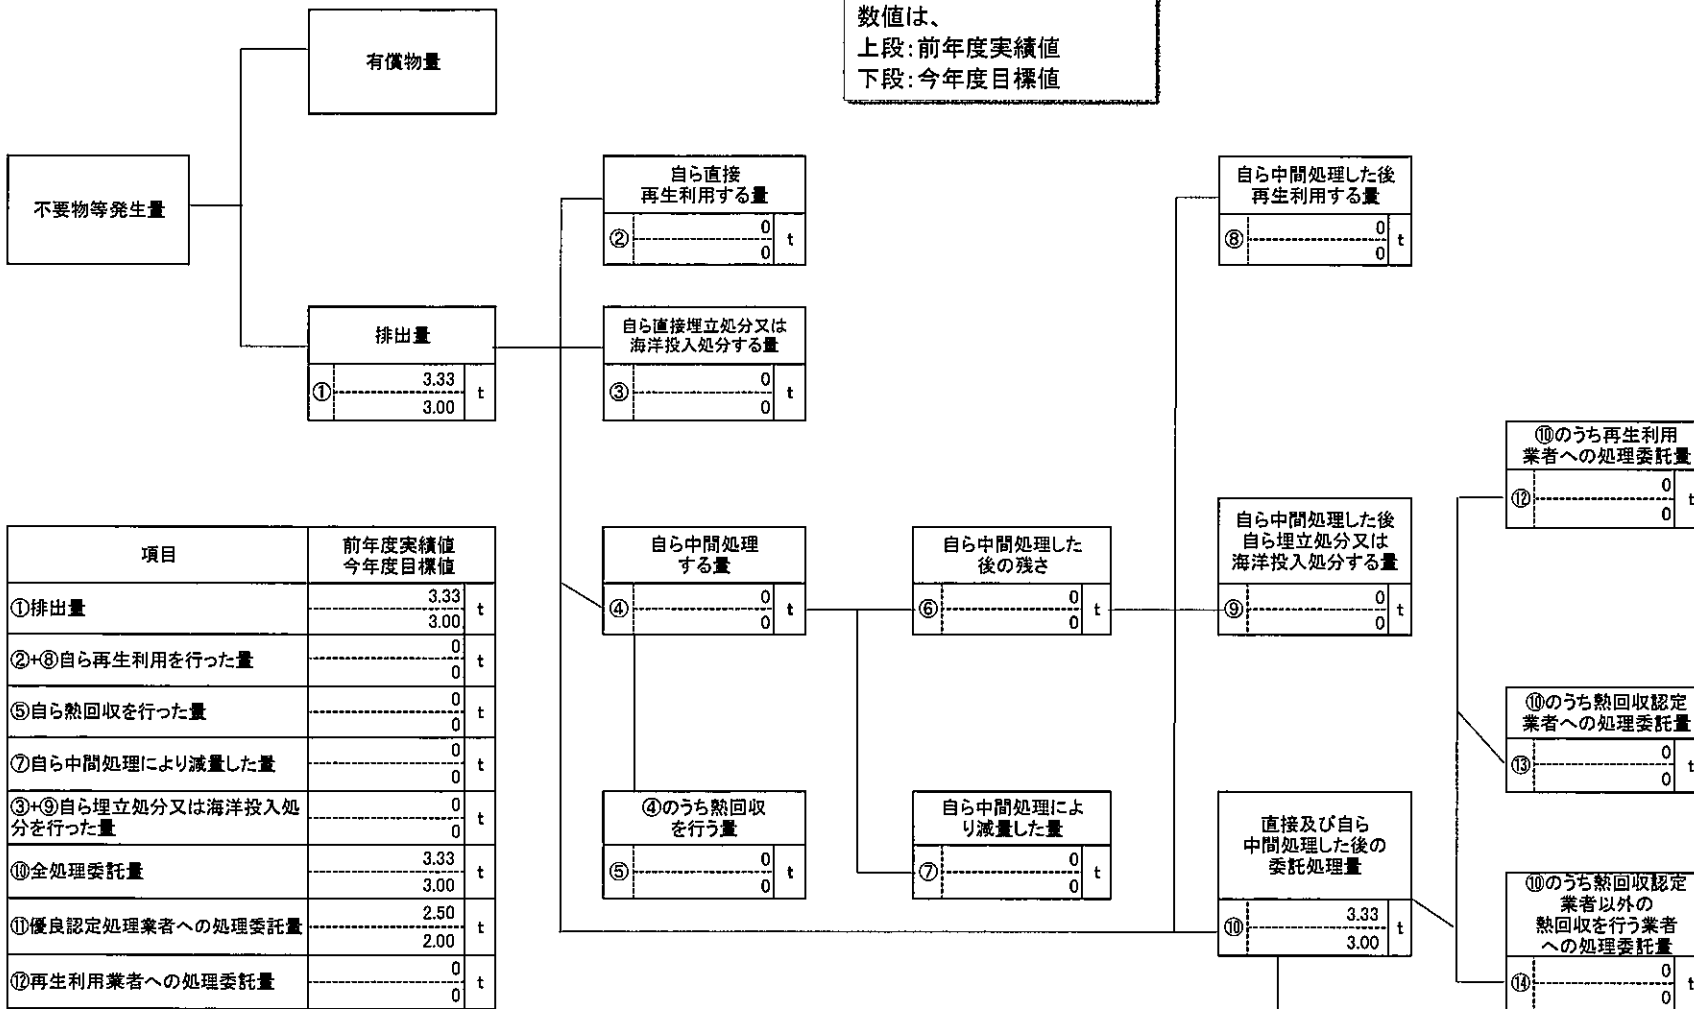 数値は、
上段:前年度実績値
下段:今年度目標値
有償物量
不要物等発生量
排出量
① 3.33 t
3.00
自ら直接
再生利用する量
② 0 t
0
自ら直接埋立処分又は
海洋投入処分する量
③ 0 t
0
自ら中間処理した後
再生利用する量
⑧ 0 t
0
自ら中間処理
する量
④ 0 t
0
自ら中間処理した
後の残さ
⑥ 0 t
0
自ら中間処理した後
自ら埋立処分又は
海洋投入処分する量
⑨ 0 t
0
④のうち熱回収
を行う量
⑤ 0 t
0
自ら中間処理によ
り減量した量
⑦ 0 t
0
直接及び自ら
中間処理した後の
委託処理量
⑩ 3.33 t
3.00
⑩のうち再生利用
業者への処理委託量
⑫ 0 t
0
⑩のうち熱回収認定
業者への処理委託量
⑬ 0 t
0
⑩のうち熱回収認定
業者以外の
熱回収を行う業者
への処理委託量
⑭ 0 t
0
項目 前年度実績値
今年度目標値
①排出量 3.33 t
3.00
②+⑧自ら再生利用を行った量 0 t
0
⑤自ら熱回収を行った量 0 t
0
⑦自ら中間処理により減量した量 0 t
0
③+⑨自ら埋立処分又は海洋投入処 0 t
分を行った量 0
⑩全処理委託量 3.33 t
3.00
⑪優良認定処理業者への処理委託量 2.50 t
2.00
⑫再生利用業者への処理委託量 0 t
0